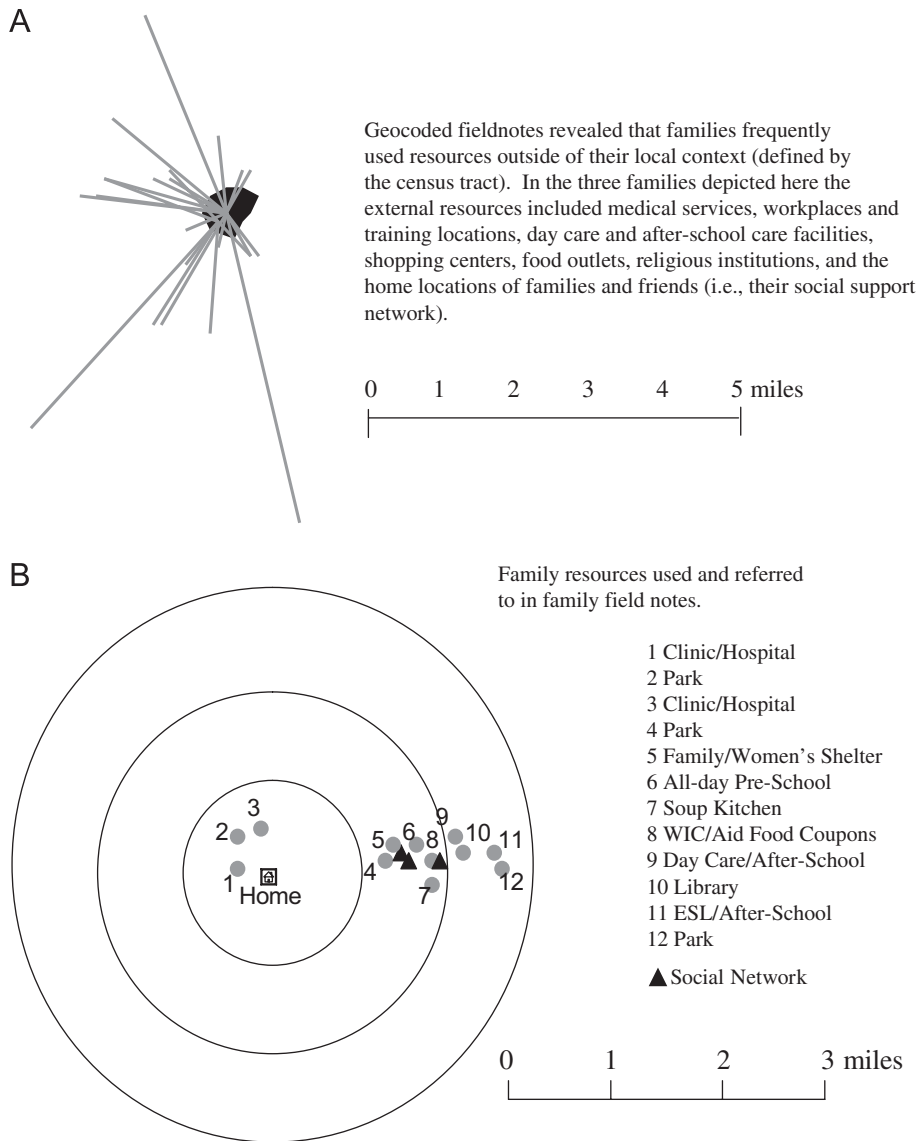 A
Geocoded fieldnotes revealed that families frequently
used resources outside of their local context (defined by
the census tract). In the three families depicted here the
external resources included medical services, workplaces and
training locations, day care and after-school care facilities,
shopping centers, food outlets, religious institutions, and the
home locations of families and friends (i.e., their social support
network).
0 1 2 3 4 5 miles
B
Family resources used and referred
to in family field notes.
1 Clinic/Hospital
2 Park
3 Clinic/Hospital
4 Park
5 Family/Women's Shelter
6 All-day Pre-School
7 Soup Kitchen
8 WIC/Aid Food Coupons
9 Day Care/After-School
10 Library
11 ESL/After-School
12 Park
Social Network
3
2
1
Home
9
5
6
8
10
11
4
7
12
0 1 2 3 miles